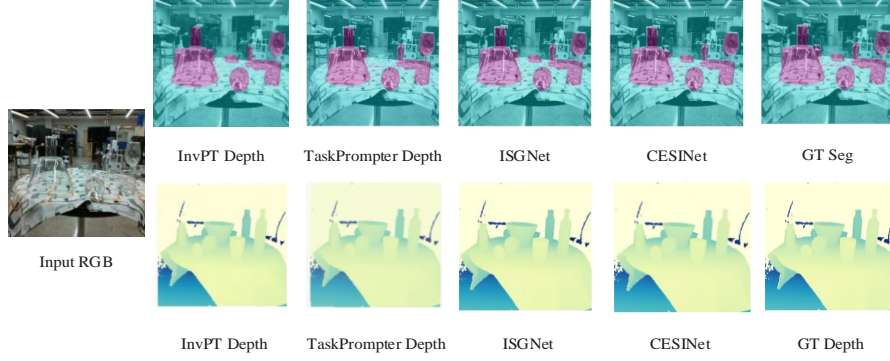 InvPT Depth TaskPrompter Depth ISGNet CESINet GT Seg
Input RGB
InvPT Depth TaskPrompter Depth ISGNet CESINet GT Depth